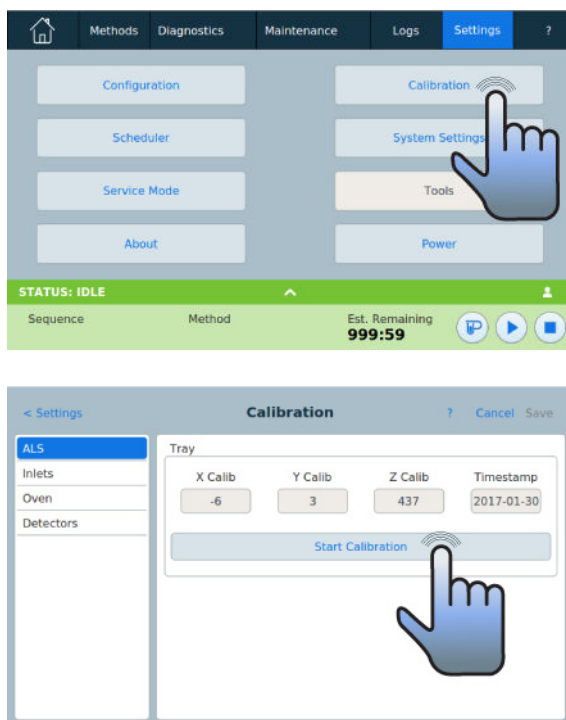 Methods Diagnostics Maintenance Logs Settings ?
Configuration Calibration
Scheduler System Settings
Service Mode Tools
About Power
STATUS: IDLE
Sequence Method Est. Remaining
999:59
< Settings Calibration ? Cancel Save
ALS Tray
Inlets X Calib Y Calib Z Calib Timestamp
Oven -6 3 437 2017-01-30
Detectors
Start Calibration